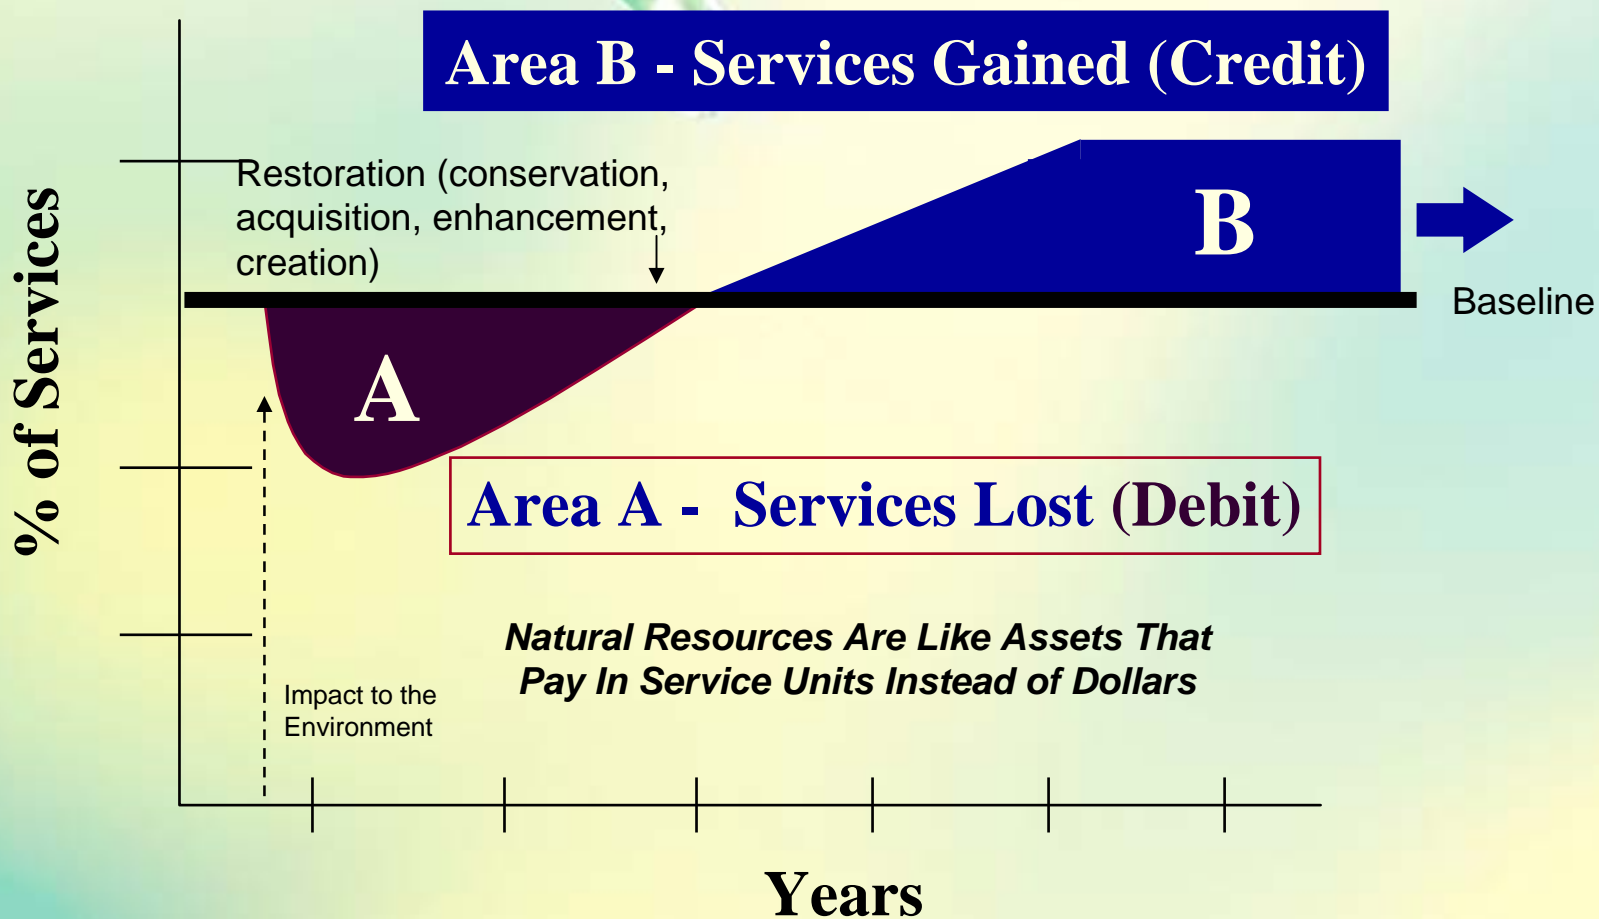 Area B - Services Gained (Credit)
Restoration (conservation,
acquisition, enhancement,
creation)
B
Baseline
% of Services
A
Area A -  Services Lost (Debit)
Natural Resources Are Like Assets That
Pay In Service Units Instead of Dollars
Impact to the
Environment
Years